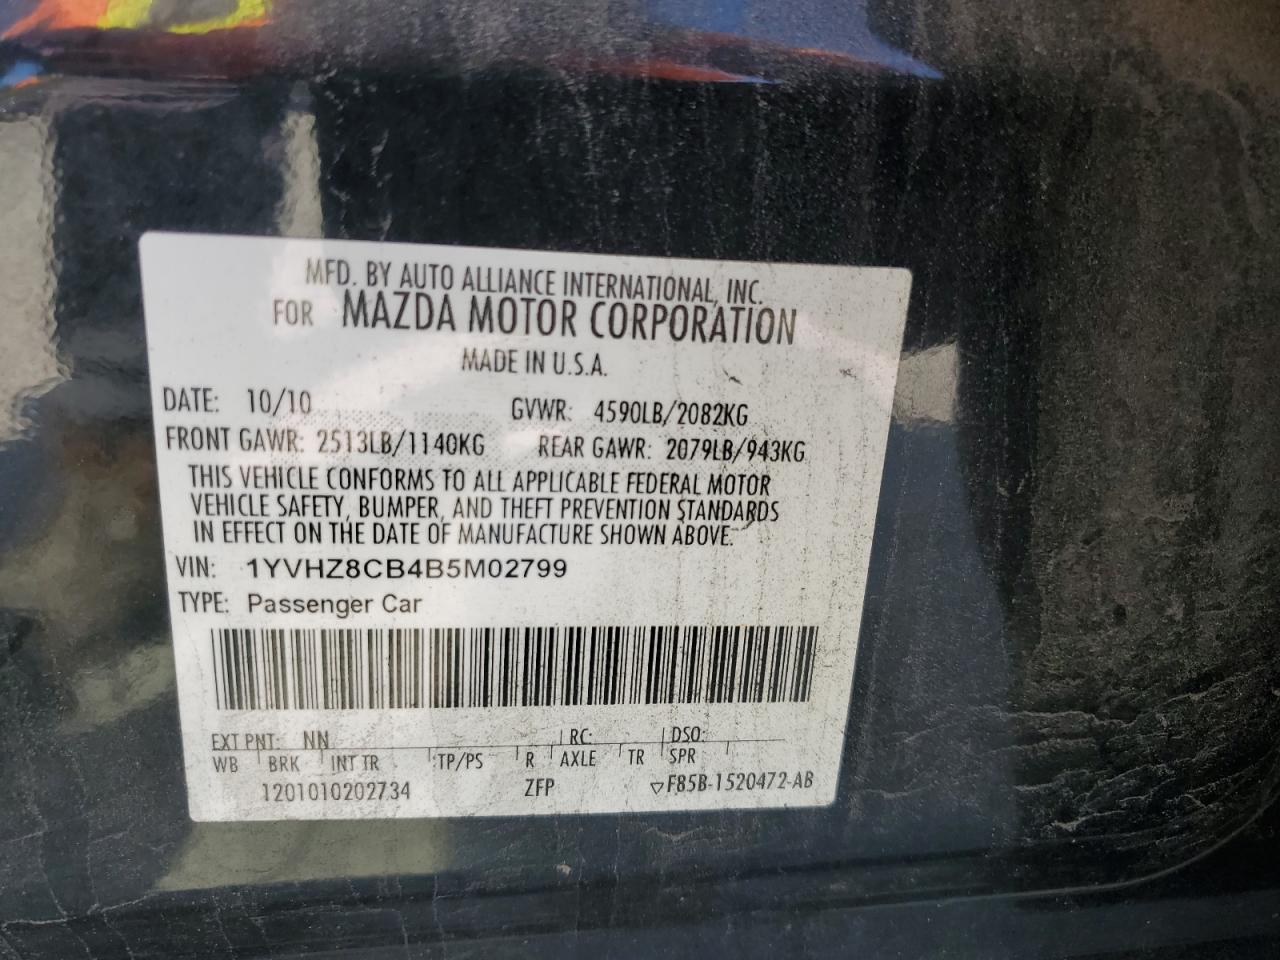 MFD. BY AUTO ALLIANCE INTERNATIONAL, INC.
FOR MAZDA MOTOR CORPORATION
MADE IN U.S.A.
DATE: 10/10 GVWR: 4590LB/2082KG
FRONT GAWR: 2513LB/1140KG REAR GAWR: 2079LB/943KG
THIS VEHICLE CONFORMS TO ALL APPLICABLE FEDERAL MOTOR
VEHICLE SAFETY, BUMPER, AND THEFT PREVENTION STANDARDS
IN EFFECT ON THE DATE OF MANUFACTURE SHOWN ABOVE.
VIN: 1YVHZ8CB4B5M02799
TYPE: Passenger Car
EXT PNT: NN RC: DSO:
WB BRK INT TR TP/PS R AXLE TR SPR
1201010202734 ZFP ▽F85B-1520472-AB